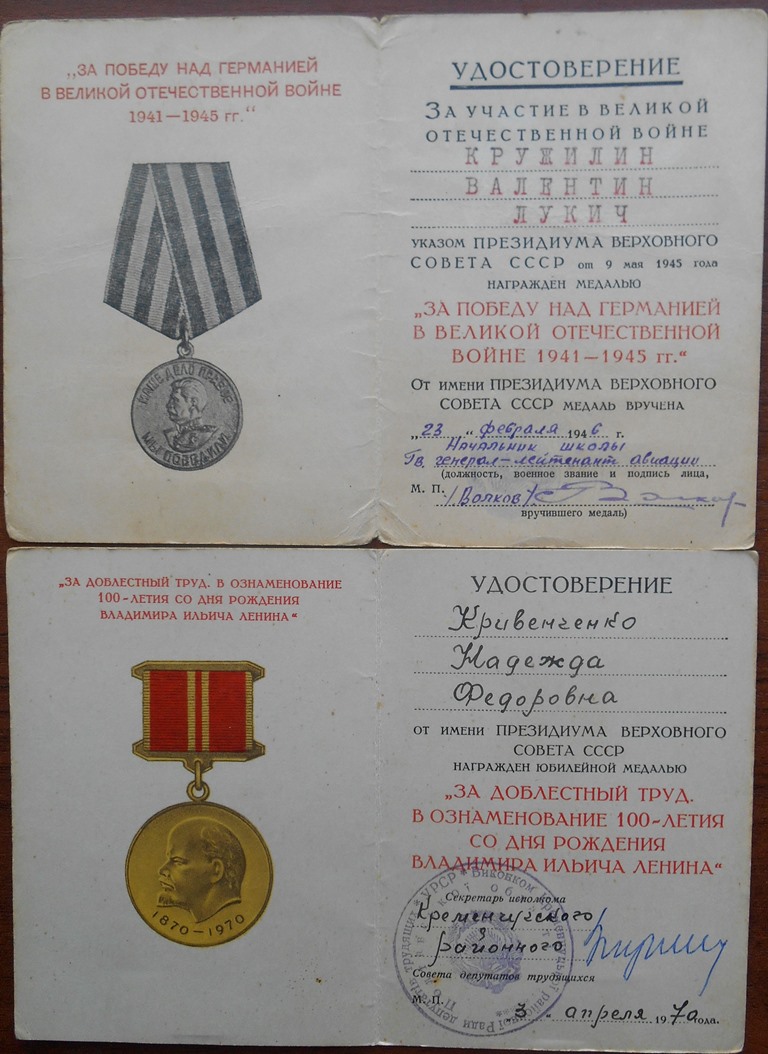 „ЗА ПОБЕДУ НАД ГЕРМАНИЕЙ
В ВЕЛИКОЙ ОТЕЧЕСТВЕННОЙ ВОЙНЕ
1941—1945 гг.“
НАШЕ ДЕЛО ПРАВОЕ
МЫ ПОБЕДИЛИ
УДОСТОВЕРЕНИЕ
ЗА УЧАСТИЕ В ВЕЛИКОЙ
ОТЕЧЕСТВЕННОЙ ВОЙНЕ
КРУЖИЛИН
ВАЛЕНТИН
ЛУКИЧ
УКАЗОМ ПРЕЗИДИУМА ВЕРХОВНОГО
СОВЕТА СССР от 9 мая 1945 года
НАГРАЖДЕН МЕДАЛЬЮ
„ЗА ПОБЕДУ НАД ГЕРМАНИЕЙ
В ВЕЛИКОЙ ОТЕЧЕСТВЕННОЙ
ВОЙНЕ 1941—1945 гг.“
ОТ ИМЕНИ ПРЕЗИДИУМА ВЕРХОВНОГО
СОВЕТА СССР МЕДАЛЬ ВРУЧЕНА
„23 „ февраля 1946 г.
Начальник школы
Гв. генерал-лейтенант авиации
(должность, военное звание и подпись лица,
М. П. /Волков/
вручившего медаль)
„ЗА ДОБЛЕСТНЫЙ ТРУД. В ОЗНАМЕНОВАНИЕ
100-ЛЕТИЯ СО ДНЯ РОЖДЕНИЯ
ВЛАДИМИРА ИЛЬИЧА ЛЕНИНА“
1870–1970
УДОСТОВЕРЕНИЕ
Кривенченко
Надежда
Федоровна
ОТ ИМЕНИ ПРЕЗИДИУМА ВЕРХОВНОГО
СОВЕТА СССР
НАГРАЖДЕН ЮБИЛЕЙНОЙ МЕДАЛЬЮ
„ЗА ДОБЛЕСТНЫЙ ТРУД.
В ОЗНАМЕНОВАНИЕ 100-ЛЕТИЯ
СО ДНЯ РОЖДЕНИЯ
ВЛАДИМИРА ИЛЬИЧА ЛЕНИНА“
Секретарь исполкома
Кременчугского
районного
Совета депутатов трудящихся
М. П. „3„ апреля 1970 года.